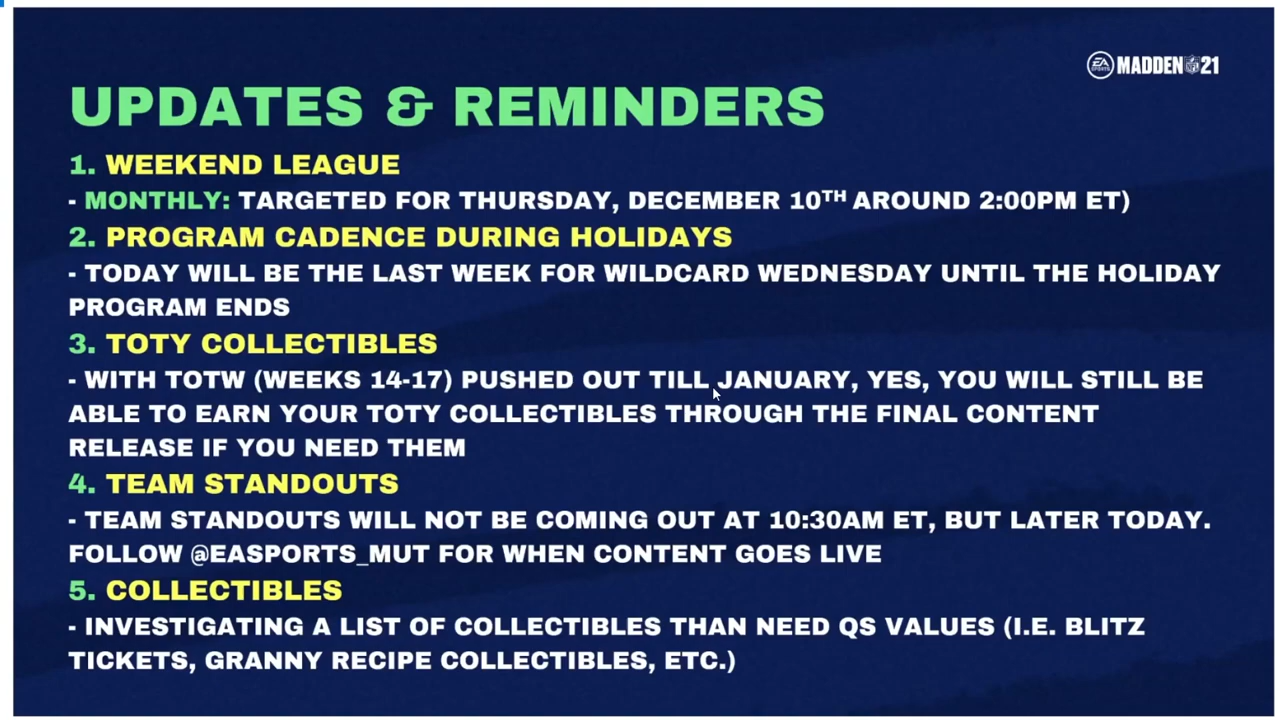 EA SPORTS MADDEN NFL 21
UPDATES & REMINDERS
1. WEEKEND LEAGUE
- MONTHLY: TARGETED FOR THURSDAY, DECEMBER 10TH AROUND 2:00PM ET)
2. PROGRAM CADENCE DURING HOLIDAYS
- TODAY WILL BE THE LAST WEEK FOR WILDCARD WEDNESDAY UNTIL THE HOLIDAY
PROGRAM ENDS
3. TOTY COLLECTIBLES
- WITH TOTW (WEEKS 14-17) PUSHED OUT TILL JANUARY, YES, YOU WILL STILL BE
ABLE TO EARN YOUR TOTY COLLECTIBLES THROUGH THE FINAL CONTENT
RELEASE IF YOU NEED THEM
4. TEAM STANDOUTS
- TEAM STANDOUTS WILL NOT BE COMING OUT AT 10:30AM ET, BUT LATER TODAY.
FOLLOW @EASPORTS_MUT FOR WHEN CONTENT GOES LIVE
5. COLLECTIBLES
- INVESTIGATING A LIST OF COLLECTIBLES THAN NEED QS VALUES (I.E. BLITZ
TICKETS, GRANNY RECIPE COLLECTIBLES, ETC.)